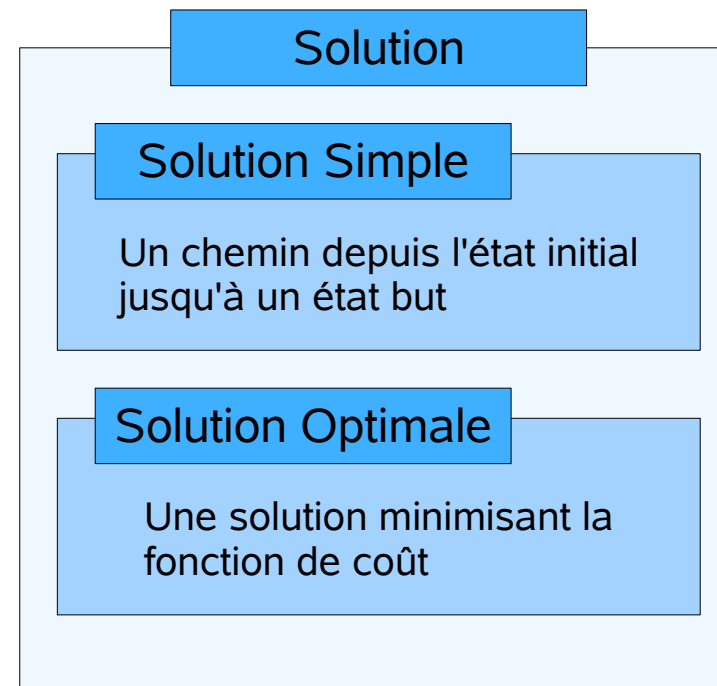 Solution
Solution Simple
Un chemin depuis l'état initial
jusqu'à un état but
Solution Optimale
Une solution minimisant la
fonction de coût